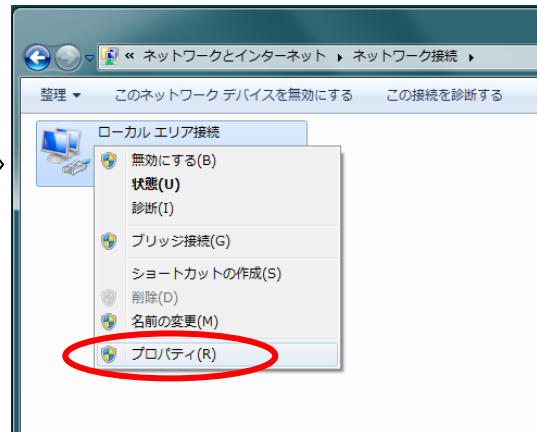 « ネットワークとインターネット ▸ ネットワーク接続 ▸
整理 ▼ このネットワーク デバイスを無効にする この接続を診断する
ローカル エリア接続
無効にする(B)
状態(U)
診断(I)
ブリッジ接続(G)
ショートカットの作成(S)
削除(D)
名前の変更(M)
プロパティ(R)